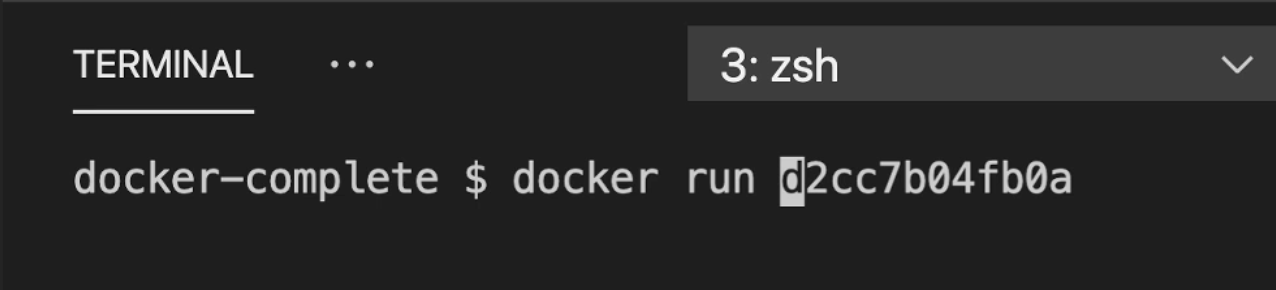 TERMINAL ... 3: zsh
docker-complete $ docker run d2cc7b04fb0a